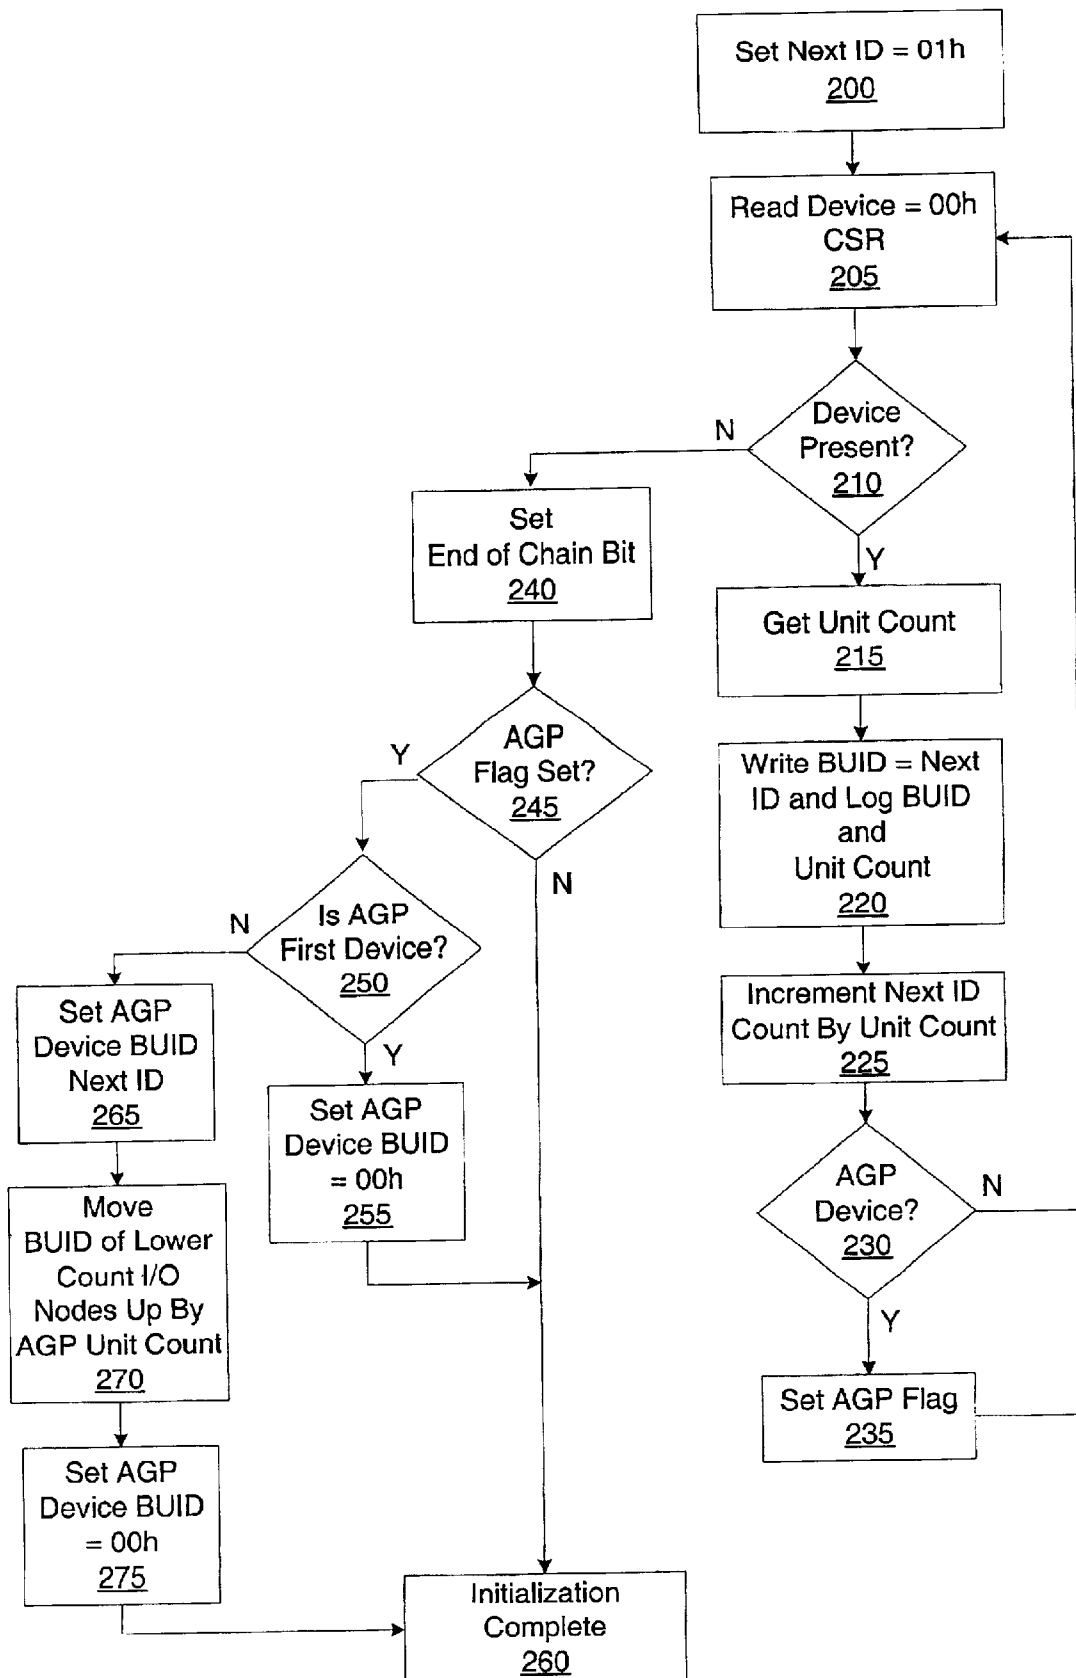 Set Next ID = 01h
200
Read Device = 00h
CSR
205
Device
Present?
210
N
Y
Set
End of Chain Bit
240
Get Unit Count
215
AGP
Flag Set?
245
Y
N
Write BUID = Next
ID and Log BUID
and
Unit Count
220
Is AGP
First Device?
250
N
Y
Increment Next ID
Count By Unit Count
225
Set AGP
Device BUID
Next ID
265
Set AGP
Device BUID
= 00h
255
AGP
Device?
230
N
Y
Move
BUID of Lower
Count I/O
Nodes Up By
AGP Unit Count
270
Set AGP Flag
235
Set AGP
Device BUID
= 00h
275
Initialization
Complete
260